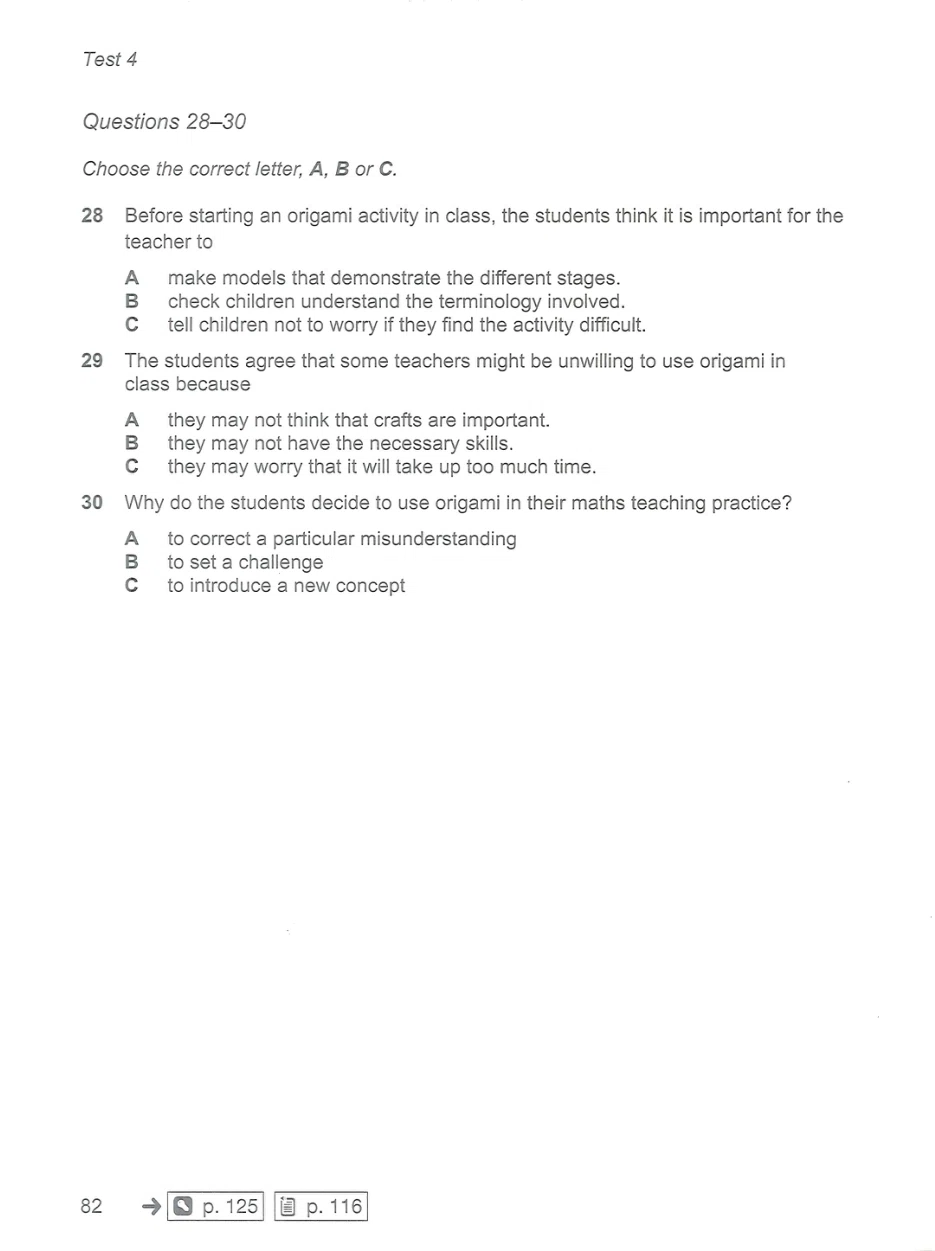 Test 4
Questions 28–30
Choose the correct letter, A, B or C.
28 Before starting an origami activity in class, the students think it is important for the
teacher to
A make models that demonstrate the different stages.
B check children understand the terminology involved.
C tell children not to worry if they find the activity difficult.
29 The students agree that some teachers might be unwilling to use origami in
class because
A they may not think that crafts are important.
B they may not have the necessary skills.
C they may worry that it will take up too much time.
30 Why do the students decide to use origami in their maths teaching practice?
A to correct a particular misunderstanding
B to set a challenge
C to introduce a new concept
82 → p. 125 p. 116